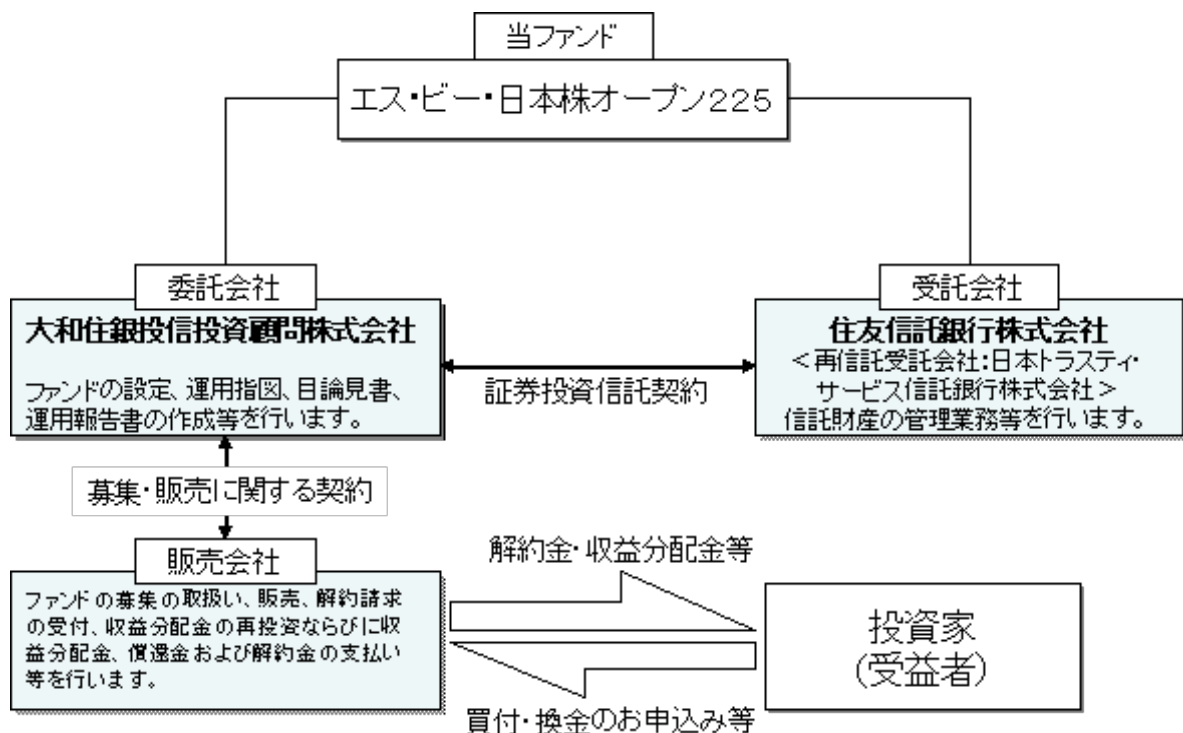 当ファンド
エス・ビー・日本株オープン２２５
委託会社
大和住銀投信投資顧問株式会社
ファンドの設定、運用指図、目論見書、
運用報告書の作成等を行います。
受託会社
住友信託銀行株式会社
＜再信託受託会社：日本トラスティ・
サービス信託銀行株式会社＞
信託財産の管理業務等を行います。
証券投資信託契約
募集・販売に関する契約
販売会社
ファンドの募集の取扱い、販売、解約請求
の受付、収益分配金の再投資ならびに収
益分配金、償還金および解約金の支払い
等を行います。
解約金・収益分配金等
買付・換金のお申込み等
投資家
(受益者)